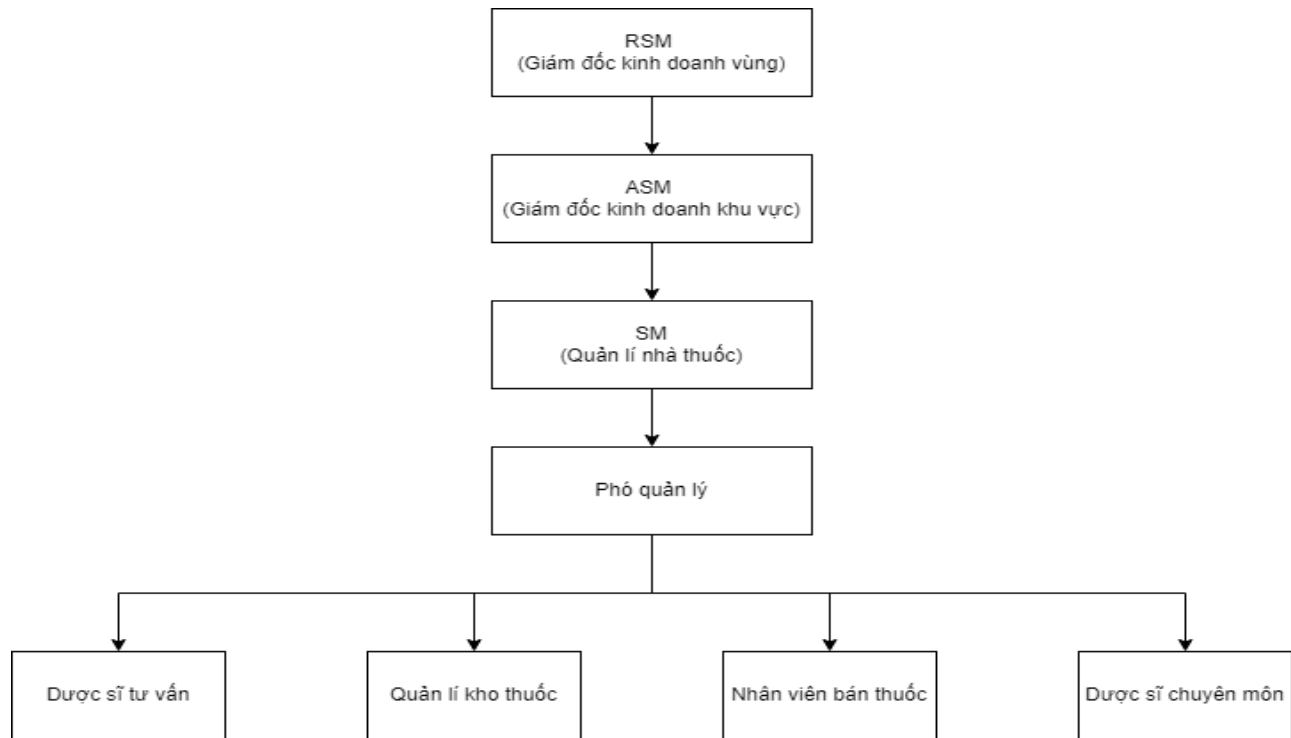 RSM
(Giám đốc kinh doanh vùng)
ASM
(Giám đốc kinh doanh khu vực)
SM
(Quản lí nhà thuốc)
Phó quản lý
Dược sĩ tư vấn
Quản lí kho thuốc
Nhân viên bán thuốc
Dược sĩ chuyên môn